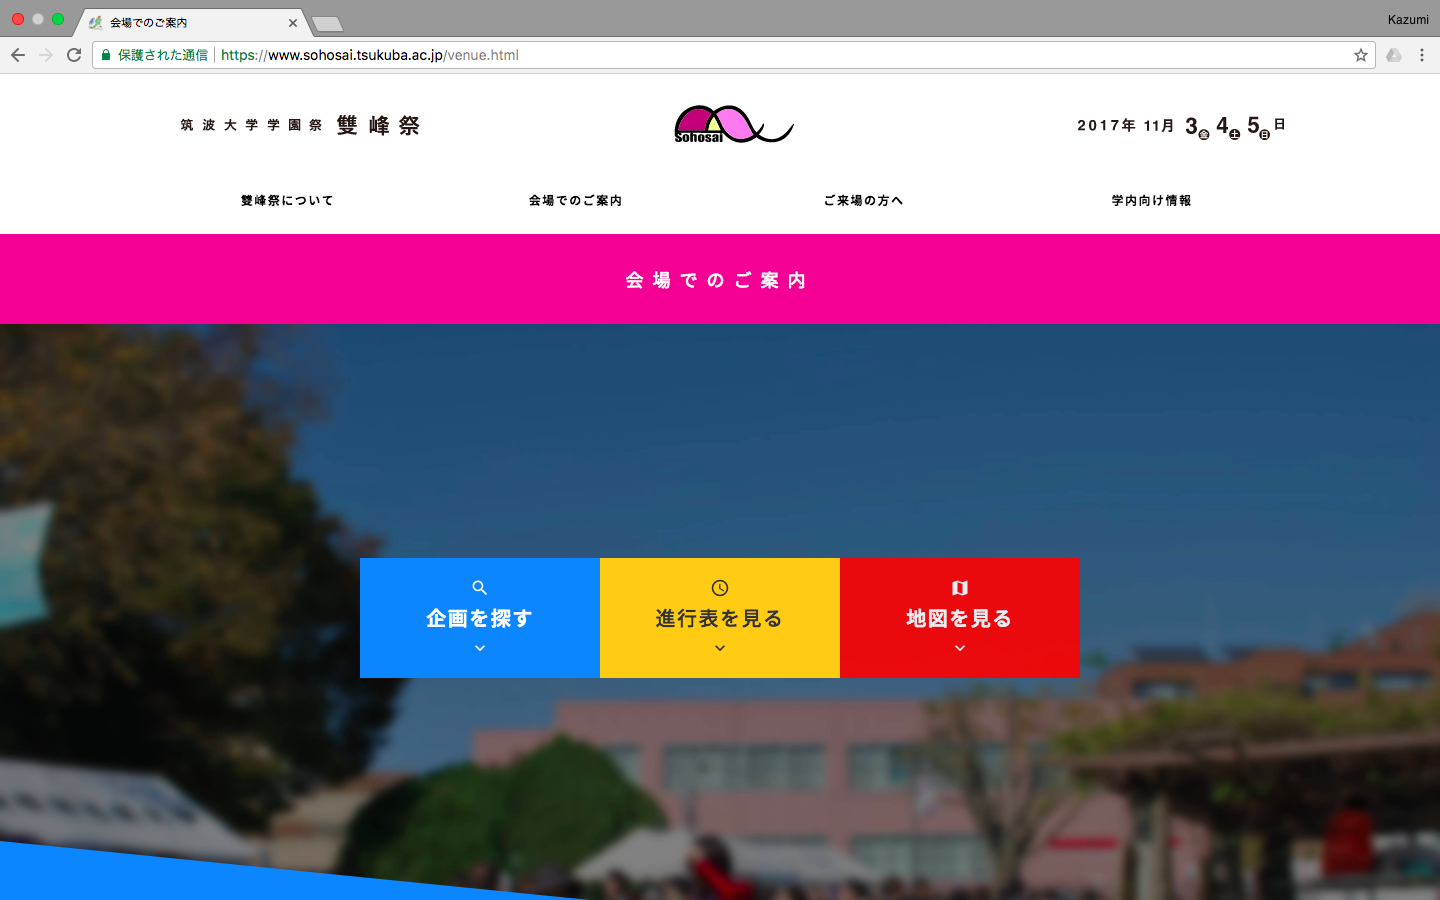 会場でのご案内
Kazumi
保護された通信 https://www.sohosai.tsukuba.ac.jp/venue.html
筑波大学学園祭 雙峰祭
Sohosai
2017年 11月 3金 4土 5日日
雙峰祭について
会場でのご案内
ご来場の方へ
学内向け情報
会場でのご案内
企画を探す
進行表を見る
地図を見る